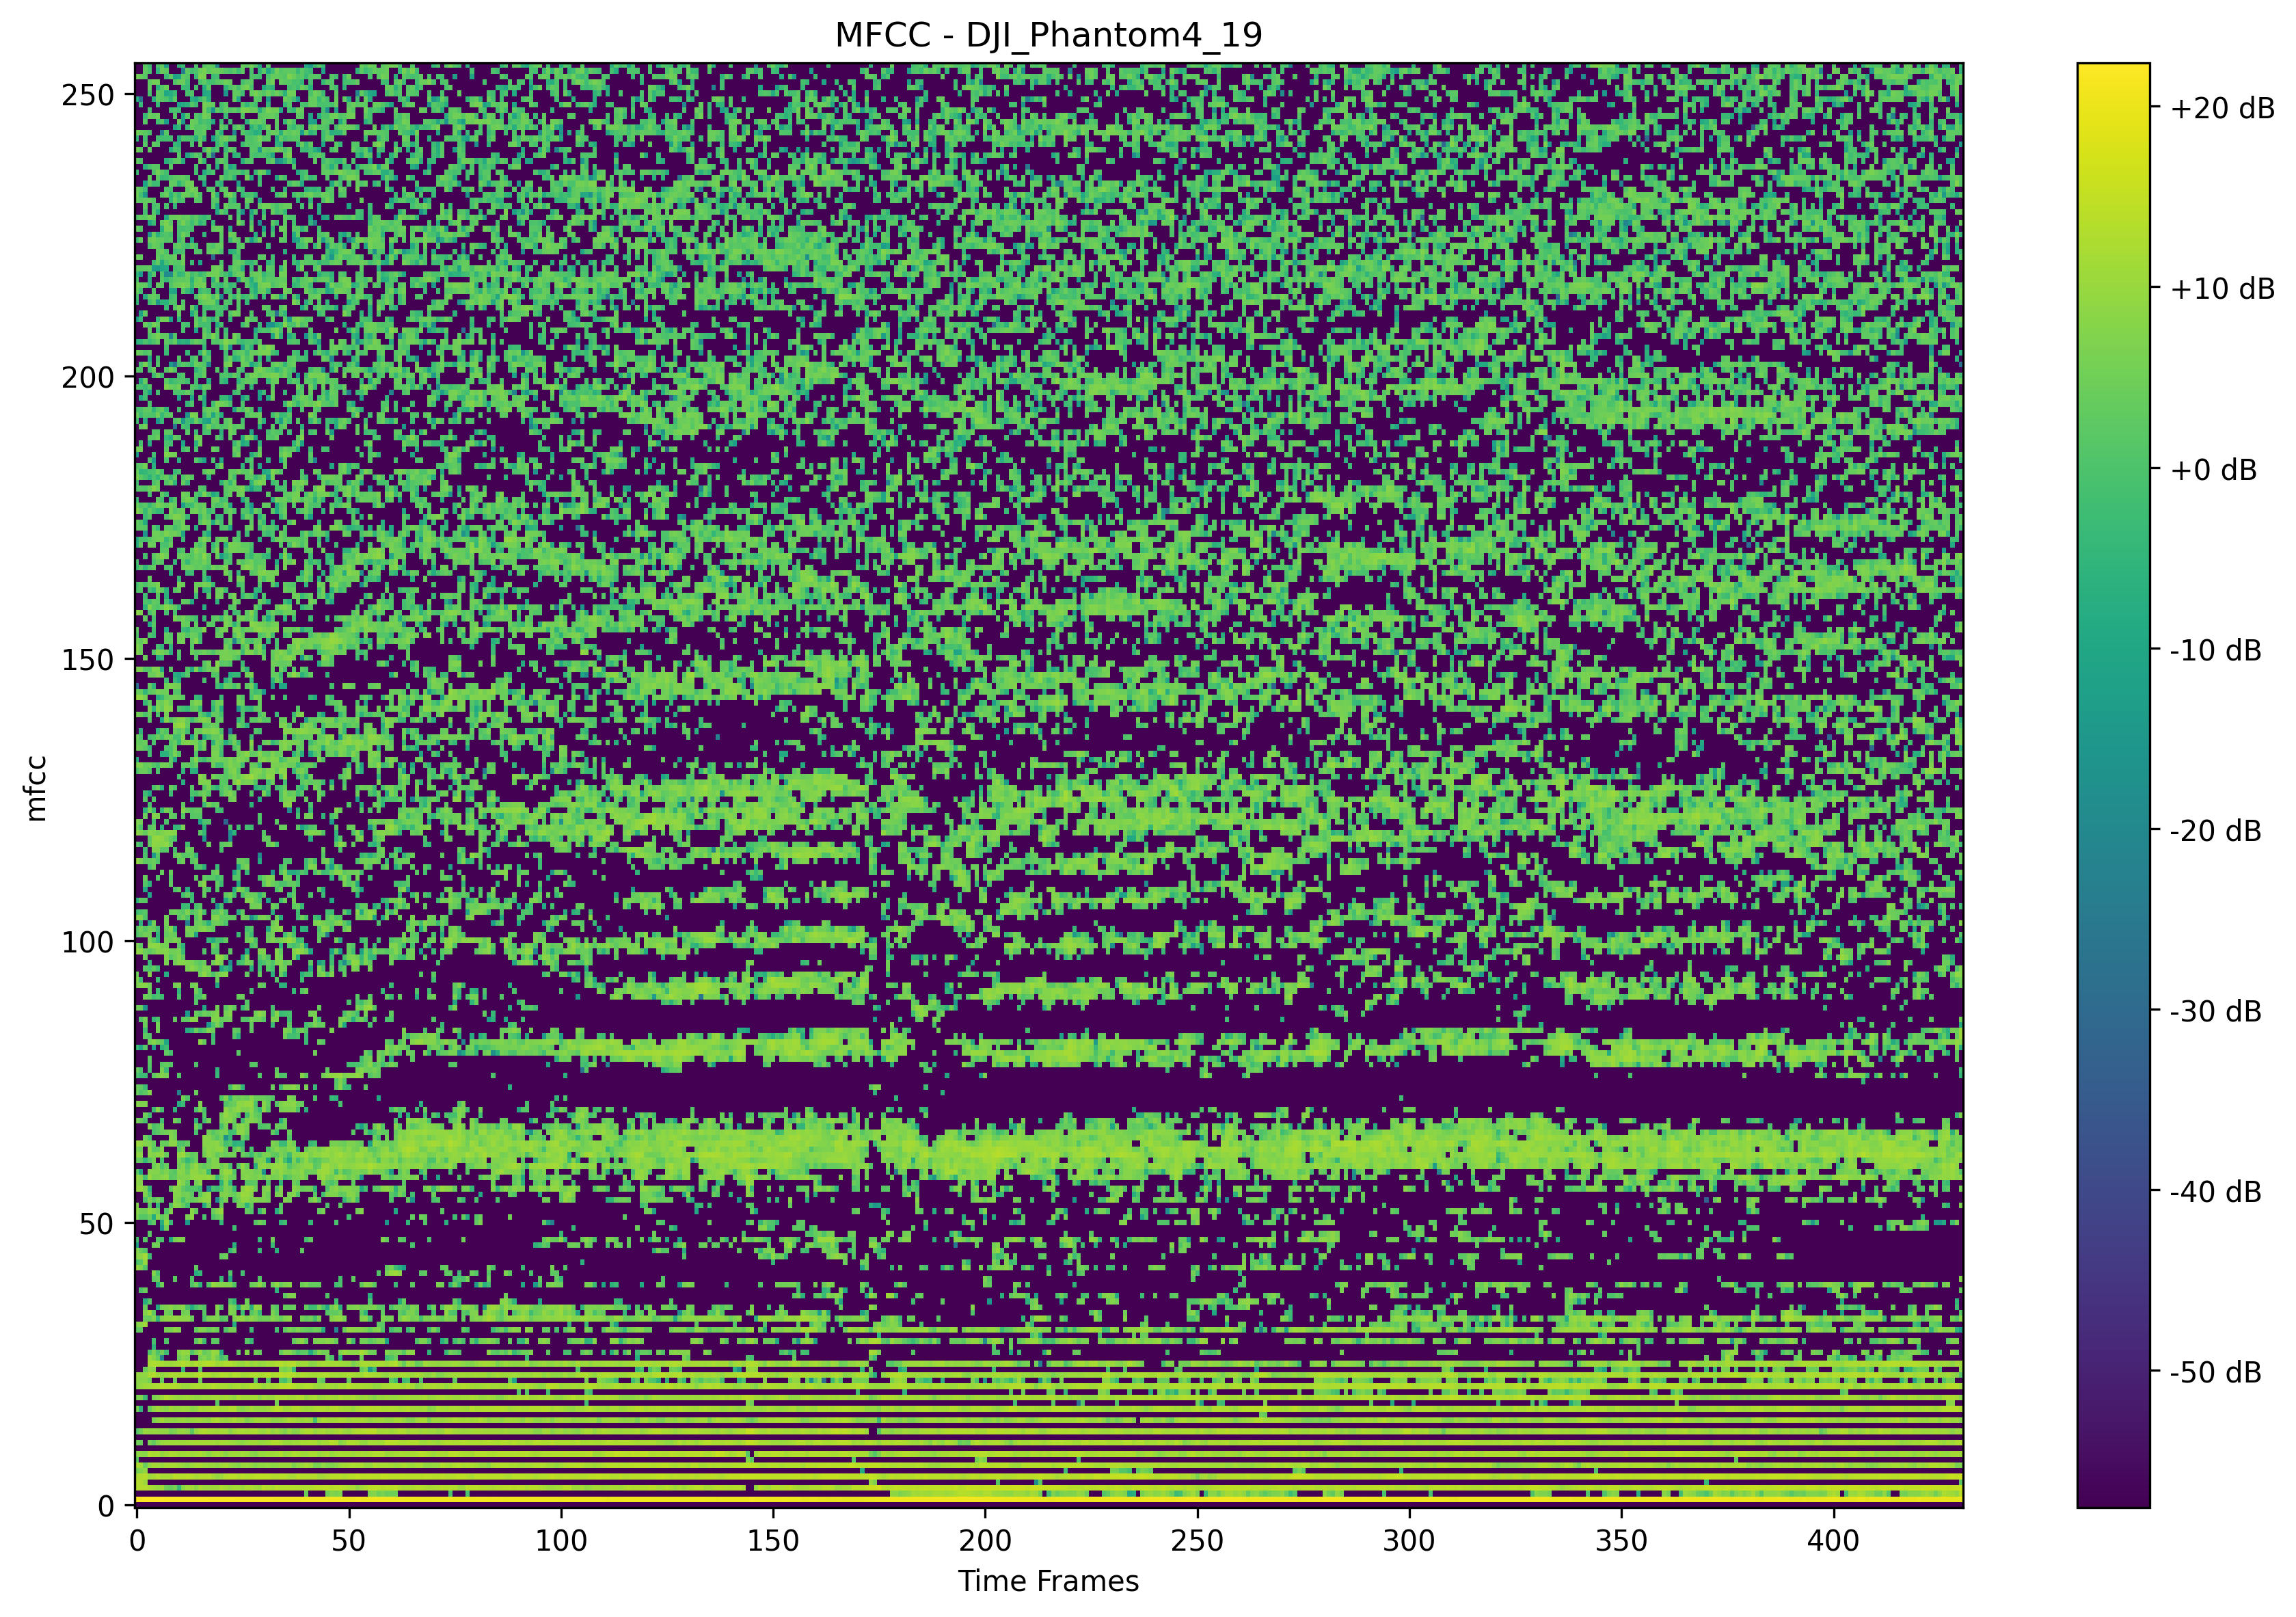 MFCC - DJI_Phantom4_19
250
200
150
100
50
0
mfcc
0 50 100 150 200 250 300 350 400
Time Frames
+20 dB
+10 dB
+0 dB
-10 dB
-20 dB
-30 dB
-40 dB
-50 dB